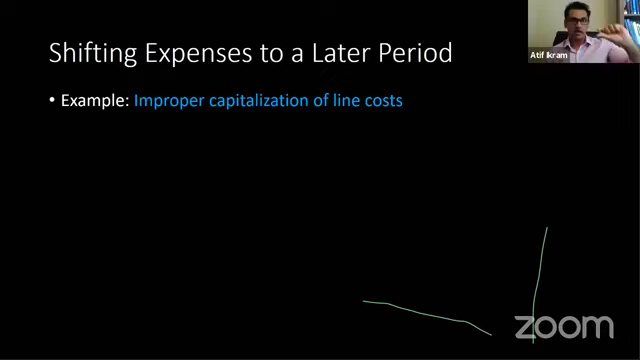 Shifting Expenses to a Later Period
Atif Ikram
• Example: Improper capitalization of line costs
zoom